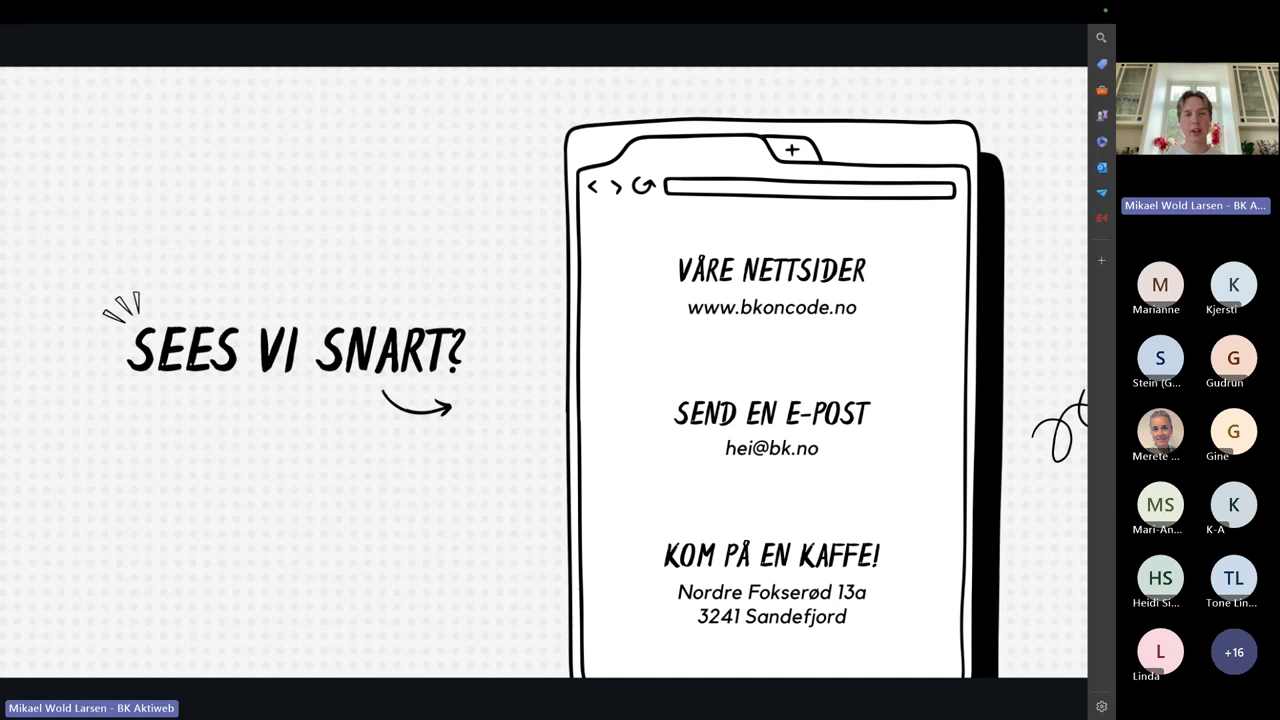 SEES VI SNART?
VÅRE NETTSIDER
www.bkoncode.no
SEND EN E-POST
hei@bk.no
KOM PÅ EN KAFFE!
Nordre Fokserød 13a
3241 Sandefjord
Mikael Wold Larsen - BK A...
M
K
Marianne
Kjersti
S
G
Stein (G...
Gudrun
G
Merete ...
Gine
MS
K
Mari-An...
K-A
HS
TL
Heidi Si...
Tone Lin...
L
+16
Linda
Mikael Wold Larsen - BK Aktiweb